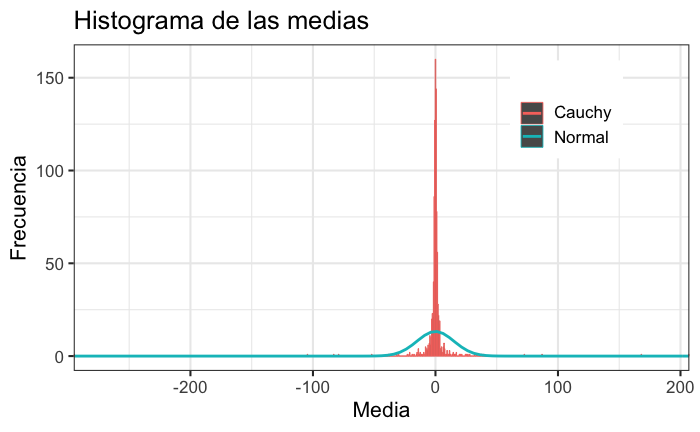 Histograma de las medias
Frecuencia
150
100
50
0
Cauchy
Normal
-200
-100
0
100
200
Media